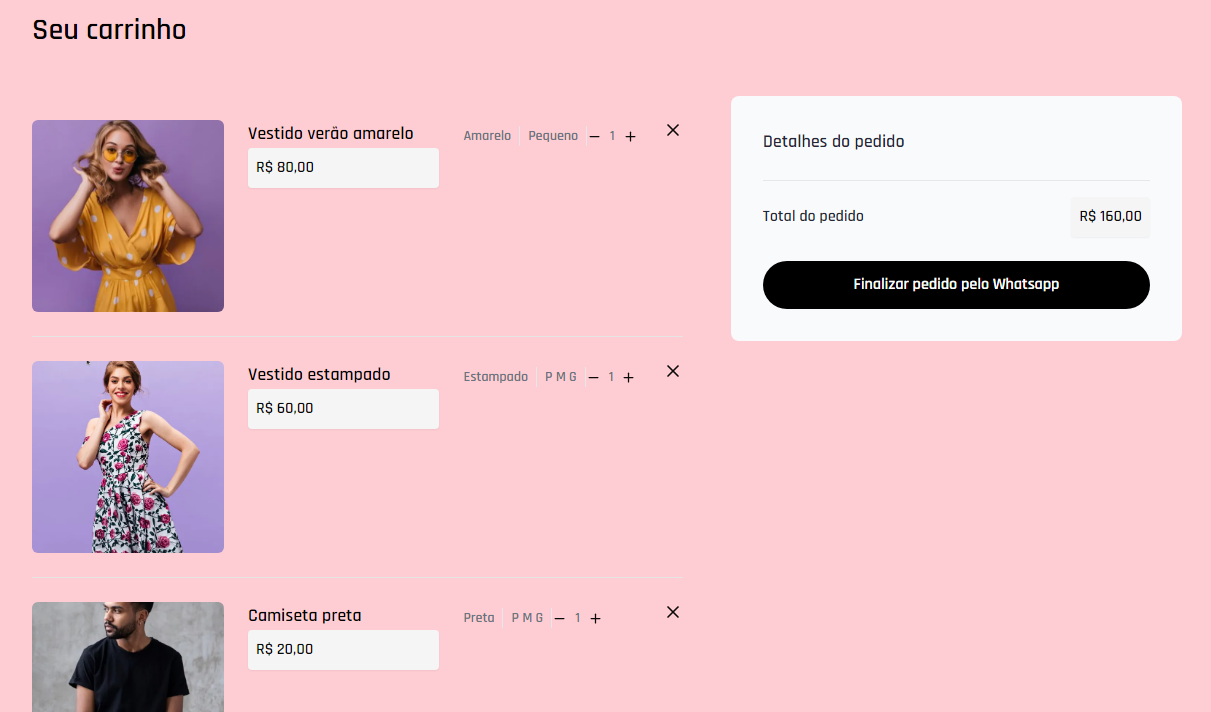 Seu carrinho
Vestido verão amarelo
R$ 80,00
Amarelo Pequeno − 1 + ×
Vestido estampado
R$ 60,00
Estampado P M G − 1 + ×
Camiseta preta
R$ 20,00
Preta P M G − 1 + ×
Detalhes do pedido
Total do pedido R$ 160,00
Finalizar pedido pelo Whatsapp